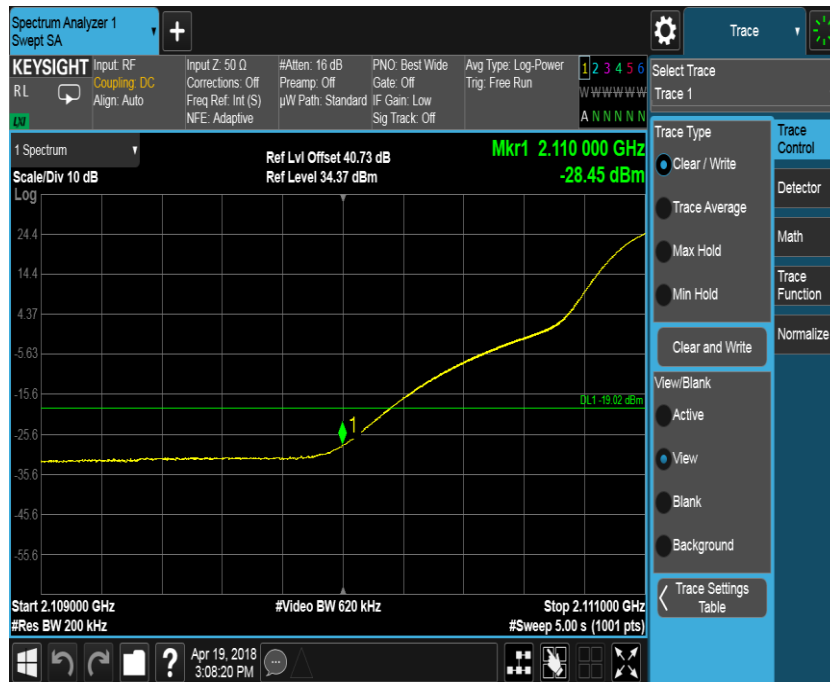 Spectrum Analyzer 1
Swept SA
Trace
KEYSIGHT
RL
LXI
Input: RF
Coupling: DC
Align: Auto
Input Z: 50 Ω
Corrections: Off
Freq Ref: Int (S)
NFE: Adaptive
#Atten: 16 dB
Preamp: Off
µW Path: Standard
PNO: Best Wide
Gate: Off
IF Gain: Low
Sig Track: Off
Avg Type: Log-Power
Trig: Free Run
1 2 3 4 5 6
W W W W W W
A N N N N N
Select Trace
Trace 1
1 Spectrum
Scale/Div 10 dB
Log
Ref Lvl Offset 40.73 dB
Ref Level 34.37 dBm
Mkr1 2.110 000 GHz
-28.45 dBm
24.4
14.4
4.37
-5.63
-15.6
-25.6
-35.6
-45.6
-55.6
DL1 -19.02 dBm
1
Start 2.109000 GHz
#Res BW 200 kHz
#Video BW 620 kHz
Stop 2.111000 GHz
#Sweep 5.00 s (1001 pts)
Trace Type
Clear / Write
Trace Average
Max Hold
Min Hold
Clear and Write
View/Blank
Active
View
Blank
Background
Trace Settings
Table
Trace
Control
Detector
Math
Trace
Function
Normalize
?
Apr 19, 2018
3:08:20 PM